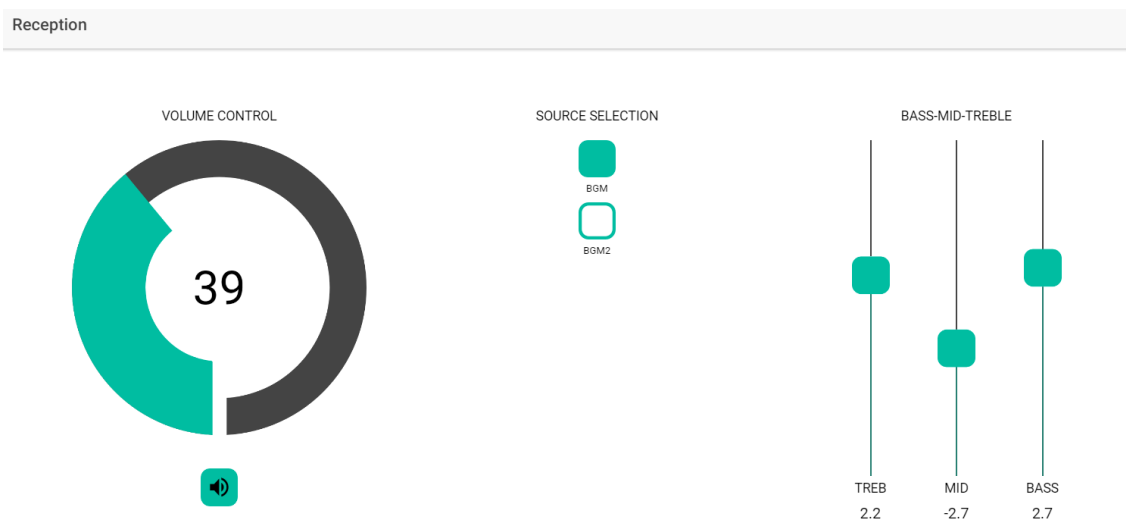 Reception
VOLUME CONTROL
39
SOURCE SELECTION
BGM
BGM2
BASS-MID-TREBLE
TREB MID BASS
2.2 -2.7 2.7